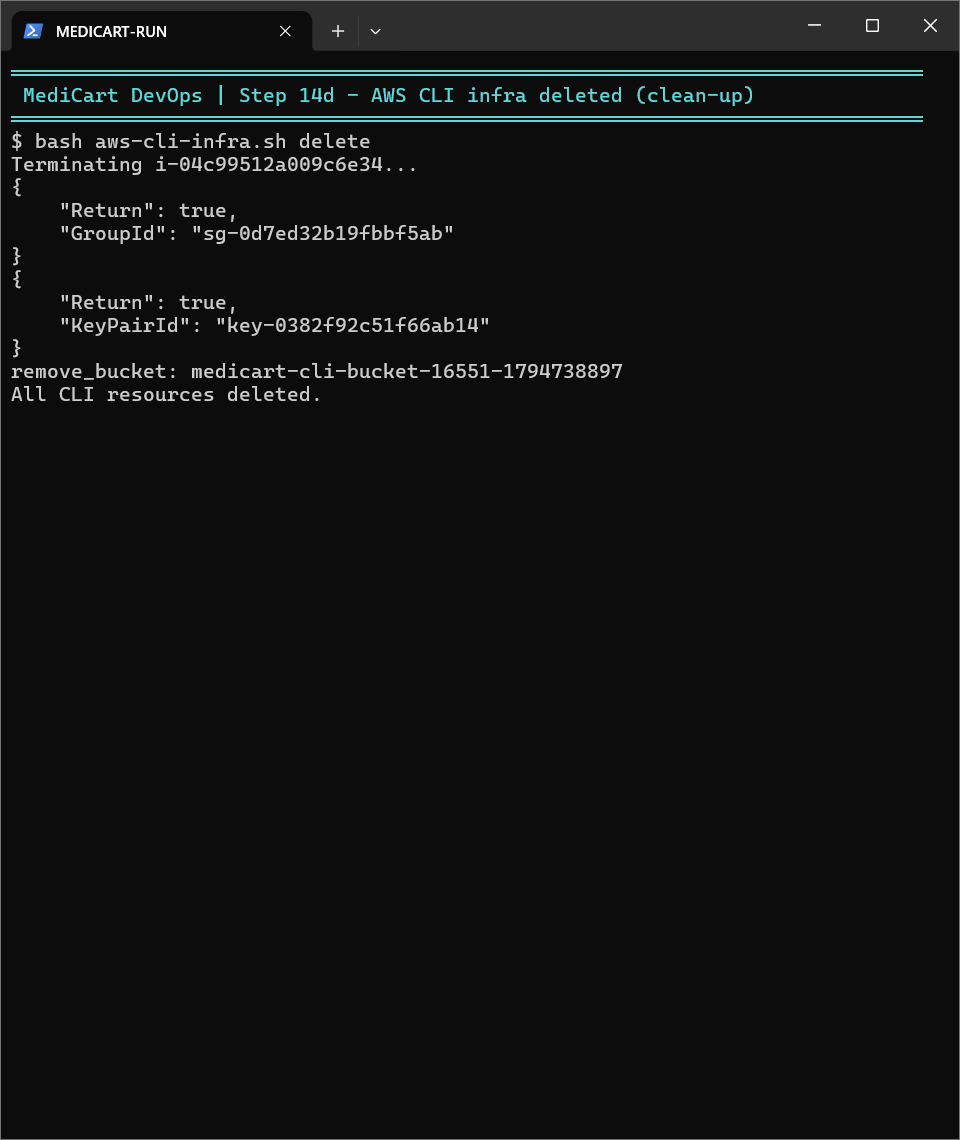 MEDICART-RUN
MediCart DevOps | Step 14d - AWS CLI infra deleted (clean-up)
$ bash aws-cli-infra.sh delete
Terminating i-04c99512a009c6e34...
{
    "Return": true,
    "GroupId": "sg-0d7ed32b19fbbf5ab"
}
{
    "Return": true,
    "KeyPairId": "key-0382f92c51f66ab14"
}
remove_bucket: medicart-cli-bucket-16551-1794738897
All CLI resources deleted.